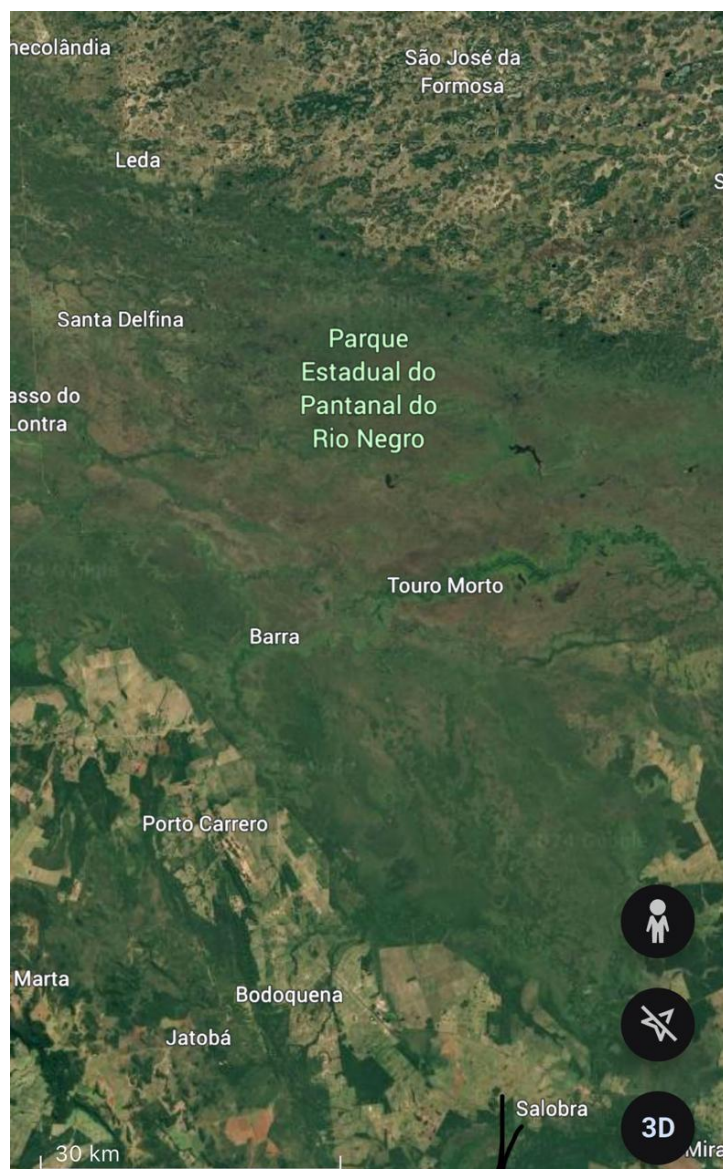 necolândia
São José da
Formosa
Leda
S
Santa Delfina
Parque
Estadual do
Pantanal do
Rio Negro
asso do
Lontra
Touro Morto
Barra
Porto Carrero
Marta
Bodoquena
Jatobá
Salobra
3D
Mira
30 km